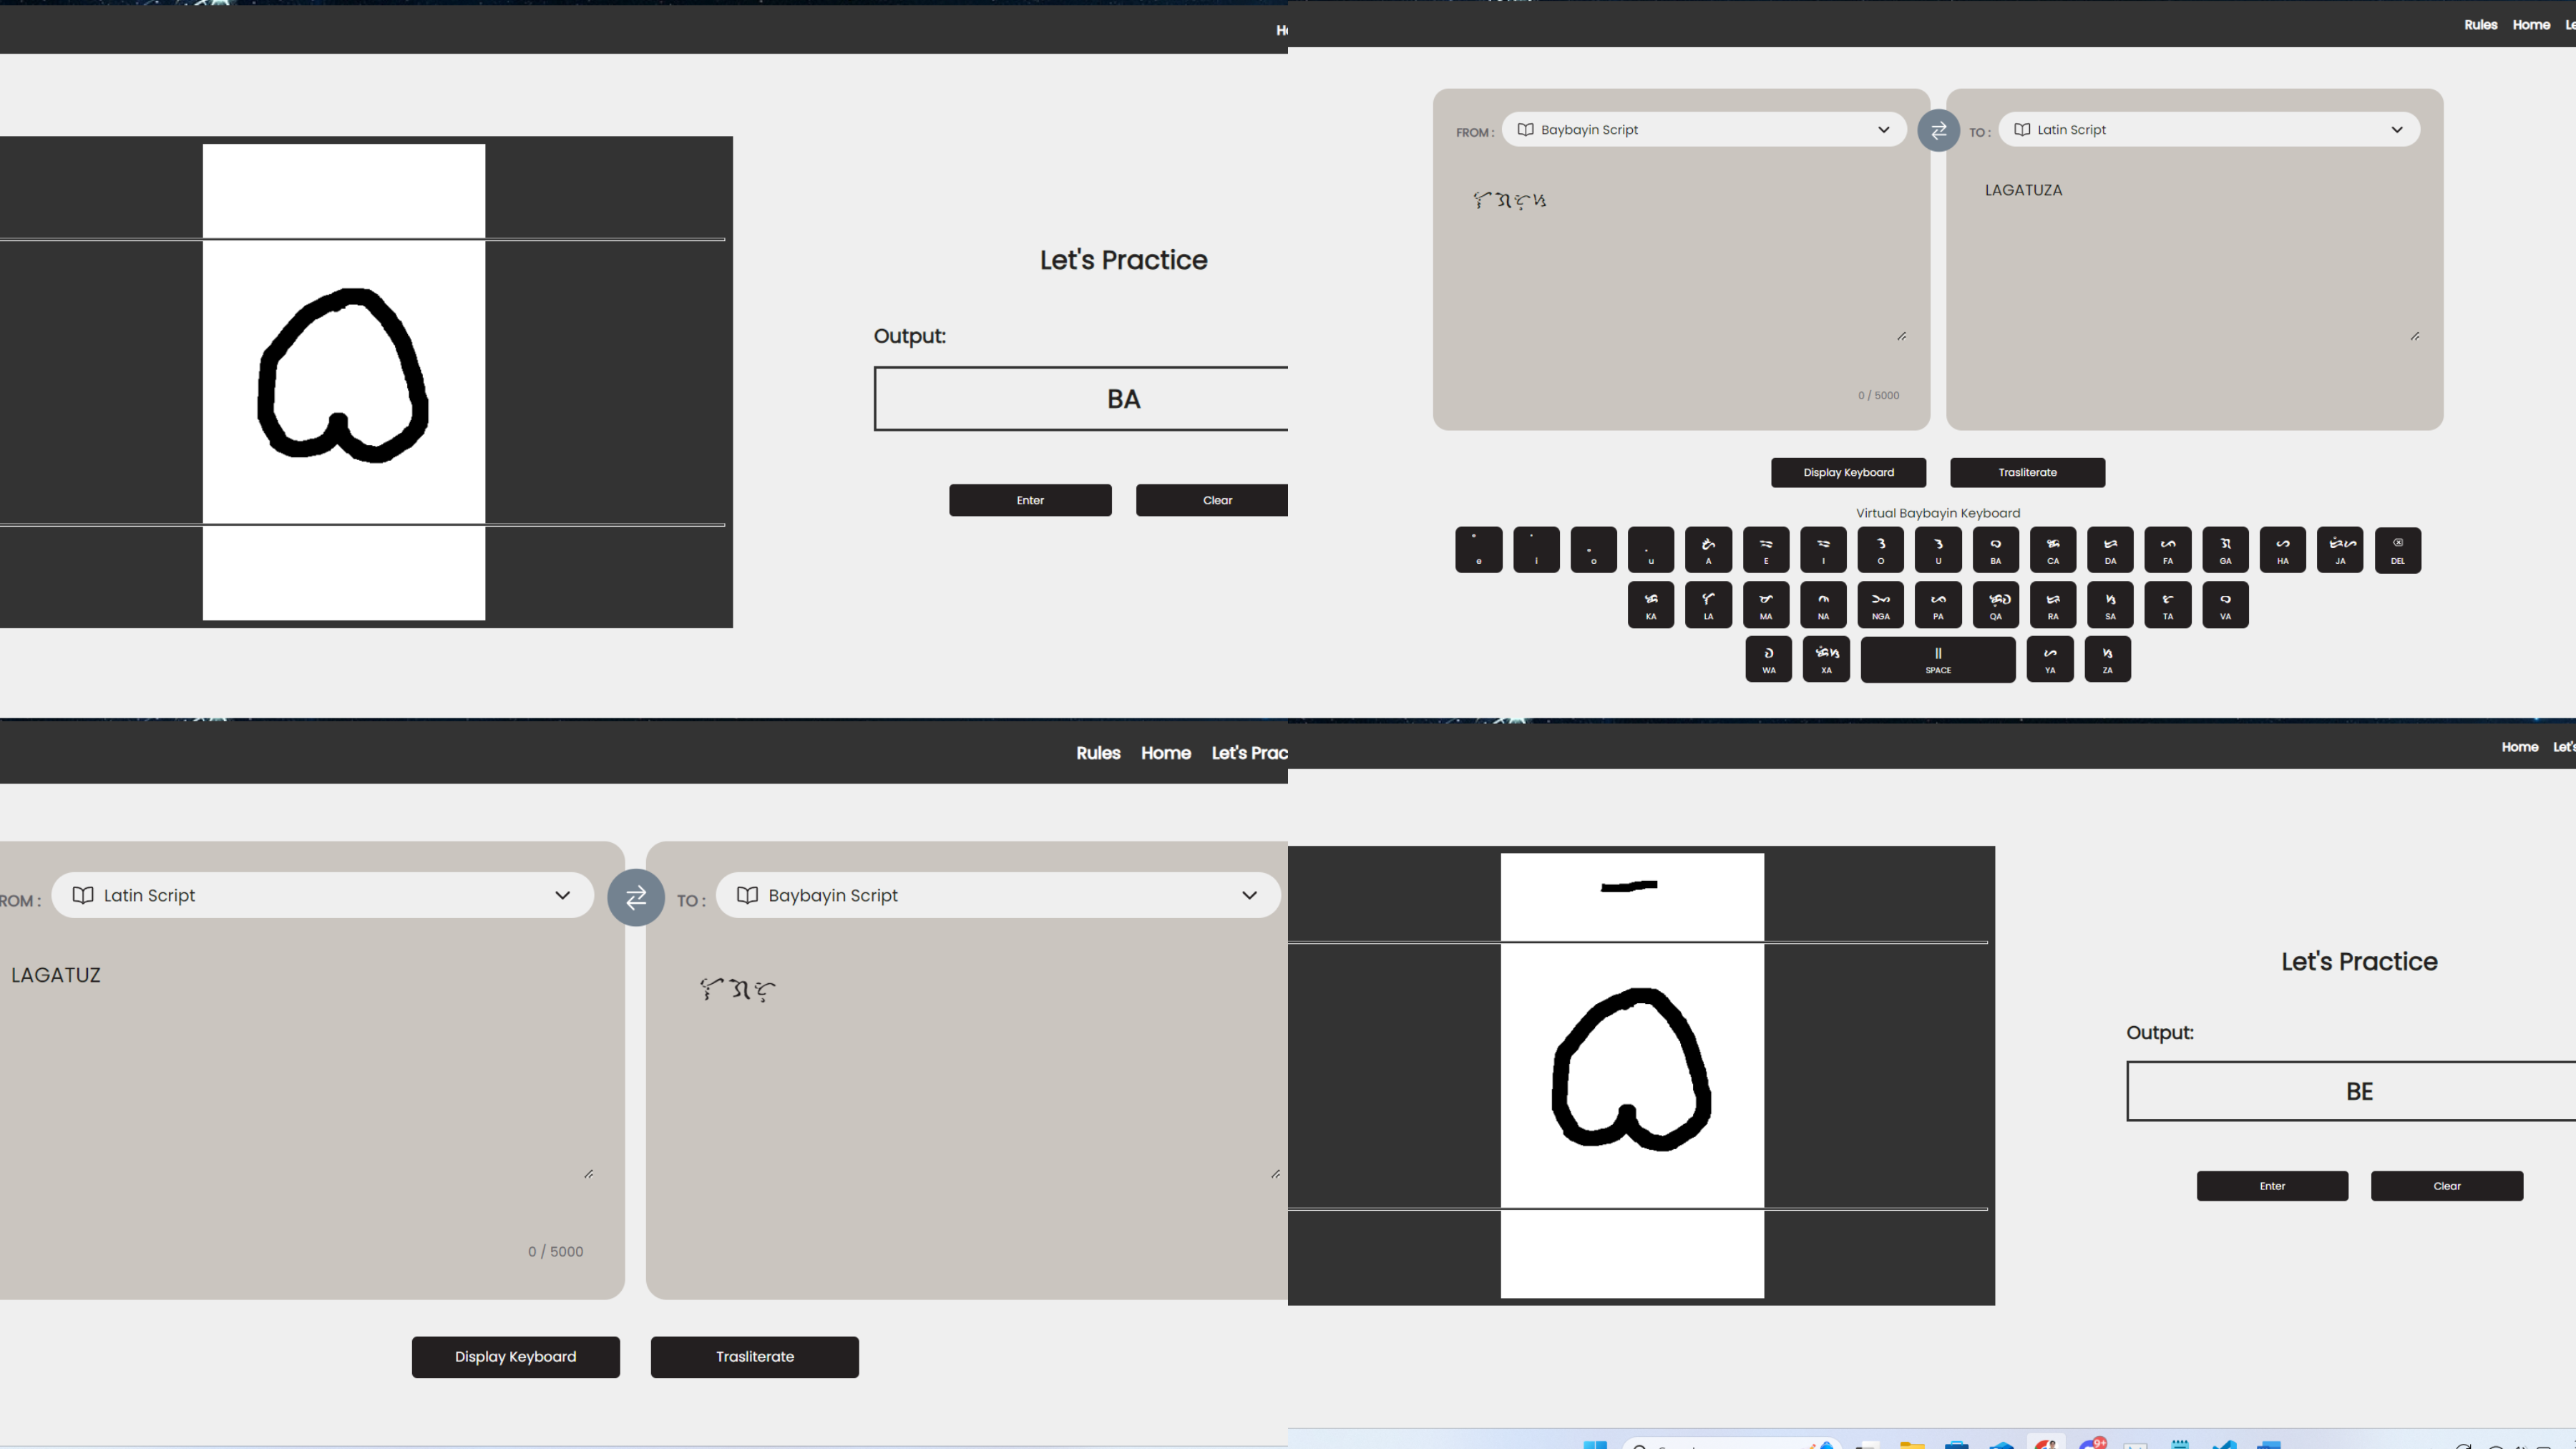 Let's Practice
Output:
BA
Enter
Clear
Rules Home
FROM :
Baybayin Script
TO :
Latin Script
LAGATUZA
0 / 5000
Display Keyboard
Trasliterate
Virtual Baybayin Keyboard
e i o u A E I O U BA CA DA FA GA HA JA DEL
KA LA MA NA NGA PA QA RA SA TA VA
WA XA SPACE YA ZA
Rules Home Let's Prac
ROM :
Latin Script
TO :
Baybayin Script
LAGATUZ
0 / 5000
Display Keyboard
Trasliterate
Home Let's
Let's Practice
Output:
BE
Enter
Clear
9+